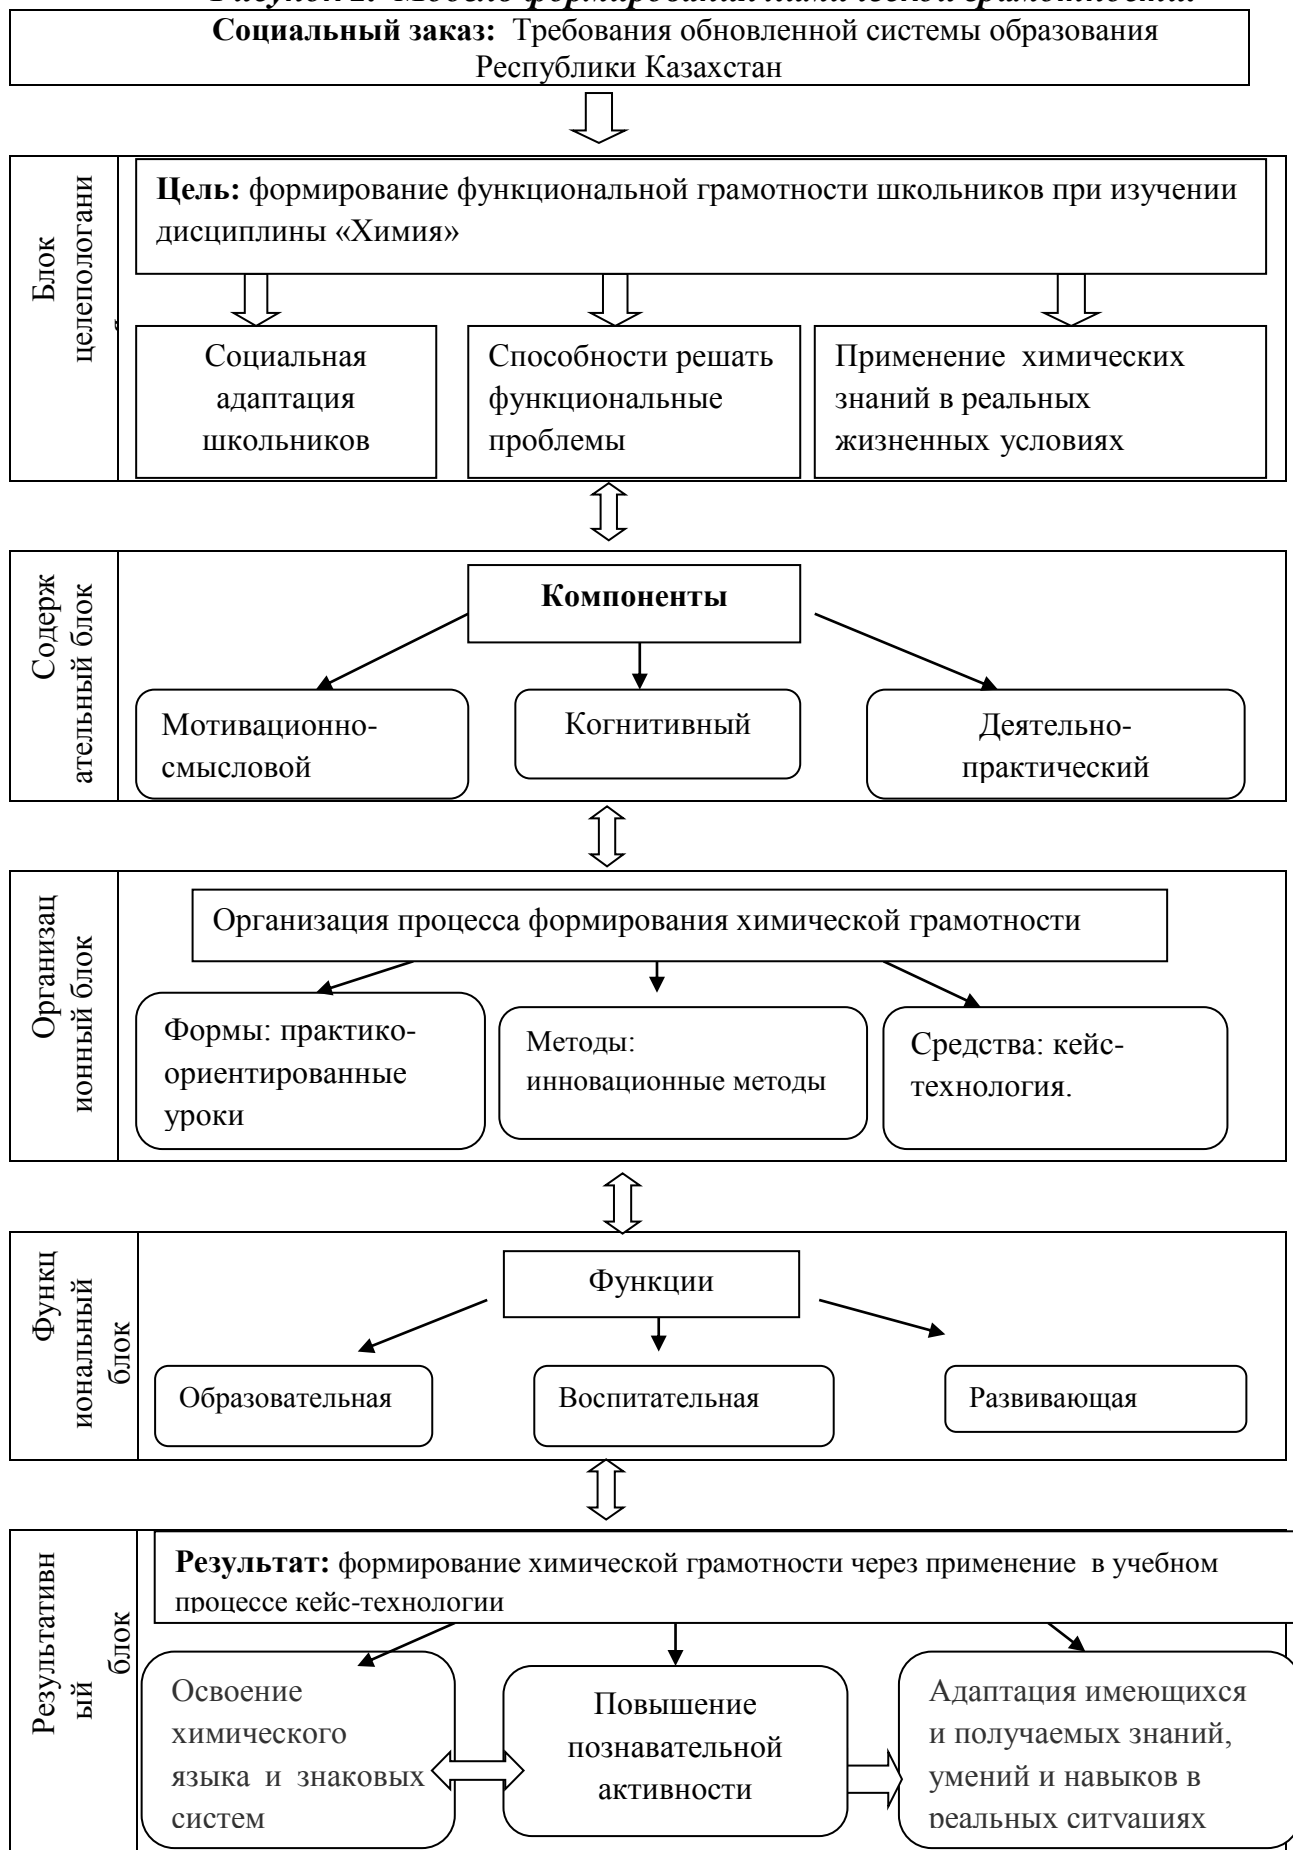 Социальный заказ: Требования обновленной системы образования
Республики Казахстан
Блок
целепологани
Цель: формирование функциональной грамотности школьников при изучении
дисциплины «Химия»
Социальная
адаптация
школьников
Способности решать
функциональные
проблемы
Применение химических
знаний в реальных
жизненных условиях
Содерж
ательный блок
Компоненты
Мотивационно-
смысловой
Когнитивный
Деятельно-
практический
Организац
ионный блок
Организация процесса формирования химической грамотности
Формы: практико-
ориентированные
уроки
Методы:
инновационные методы
Средства: кейс-
технология.
Функц
иональный
блок
Функции
Образовательная
Воспитательная
Развивающая
Результативн
ый
блок
Результат: формирование химической грамотности через применение в учебном
процессе кейс-технологии
Освоение
химического
языка и знаковых
систем
Повышение
познавательной
активности
Адаптация имеющихся
и получаемых знаний,
умений и навыков в
реальных ситуациях